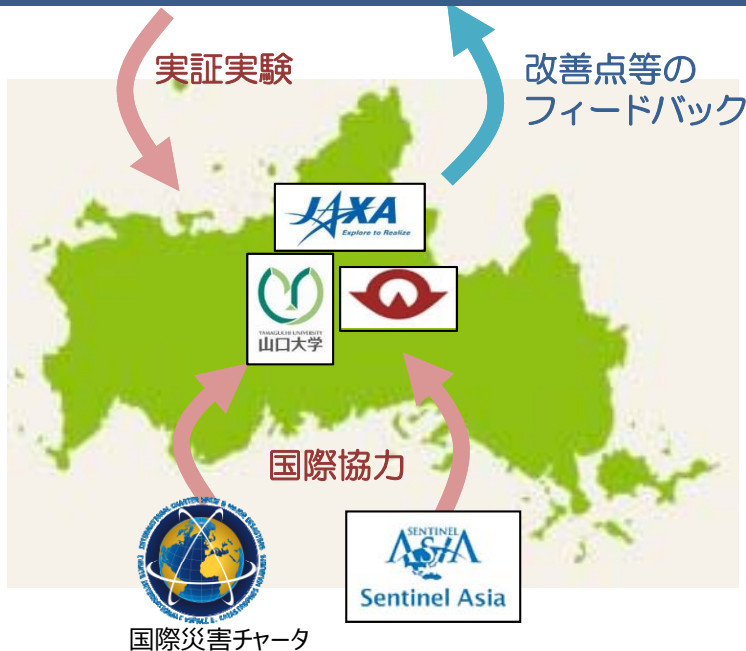 実証実験
改善点等の
フィードバック
JAXA
Explore to Realize
YAMAGUCHI UNIVERSITY
山口大学
国際協力
SENTINEL
ASIA
Sentinel Asia
国際災害チャータ